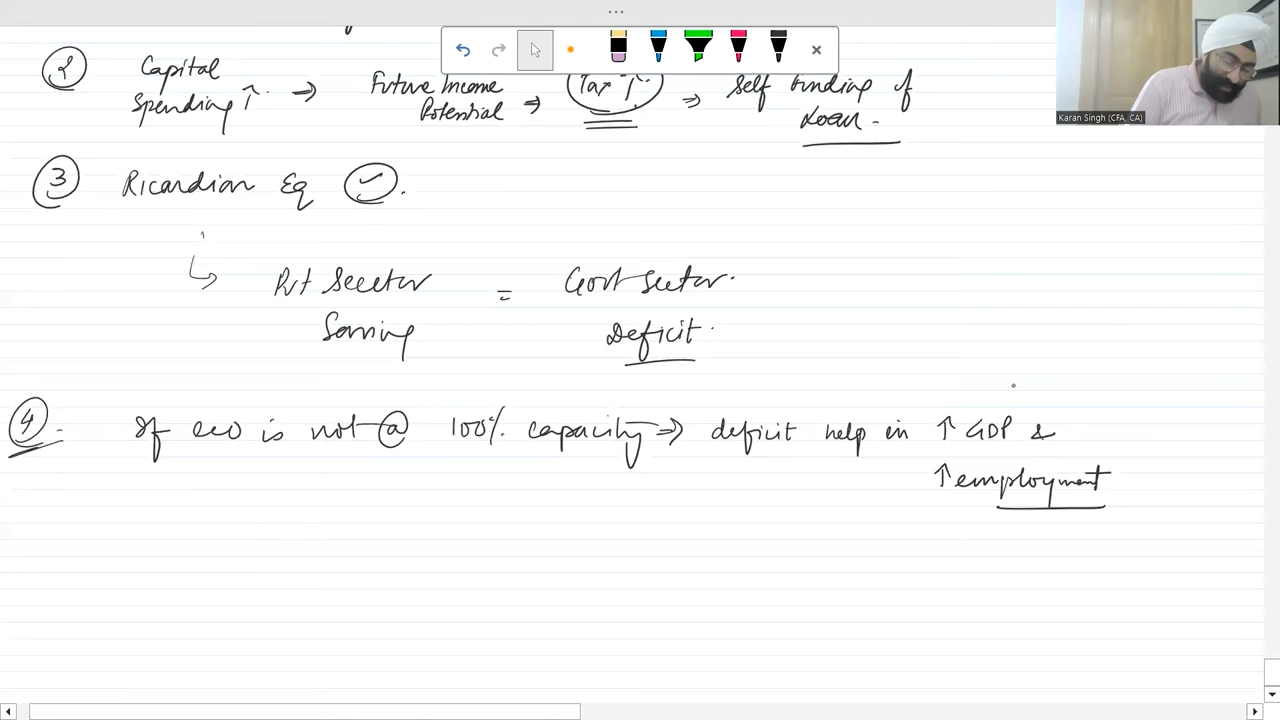 ② Capital
Spending ↑ → Future Income
Potential ⇒ Tax ↑ ⇒ Self Funding of
Loan -
③ Ricardian Eq ✓.
↳ Pvt Secctor = Govt Sector.
Saving Deficit.
④. If eco is not @ 100% capacity ⇒ deficit help in ↑ GDP &
↑ employment
Karan Singh (CFA, CA)